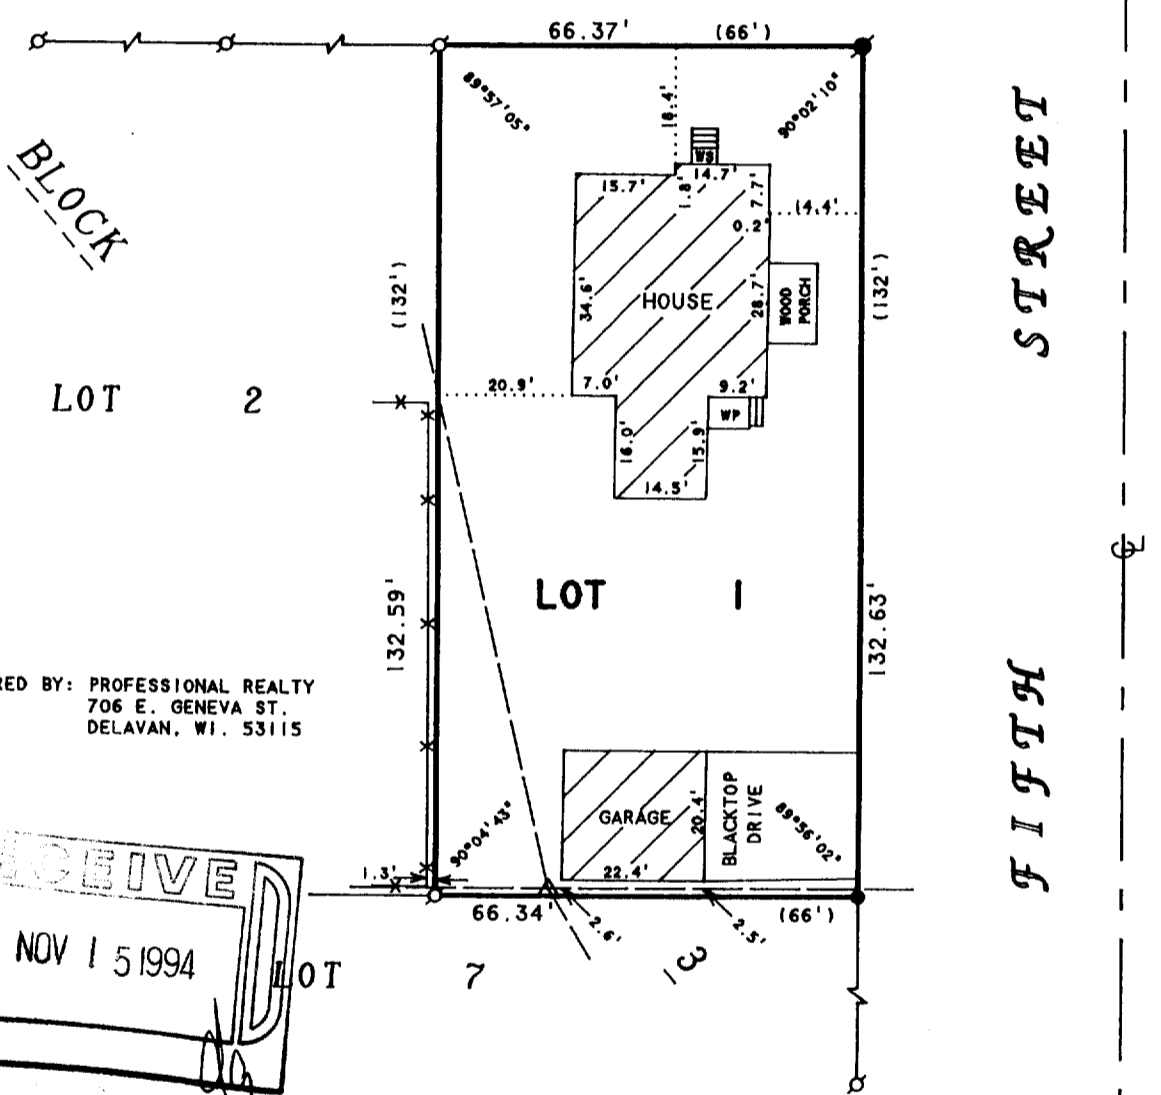 66.37' (66')
89°57'05"
90°02'10"
18.4'
WS
15.7'
14.7'
1.8'
7.7'
14.4'
0.2'
BLOCK
(132')
34.6'
HOUSE
28.7'
WOOD
PORCH
(132')
STREET
LOT 2
20.9'
7.0'
9.2'
WP
16.0'
15.9'
14.5'
LOT 1
132.59'
132.63'
RED BY: PROFESSIONAL REALTY
706 E. GENEVA ST.
DELAVAN, WI. 53115
FIFTH
GARAGE
20.4'
22.4'
BLACKTOP
DRIVE
90°04'43"
89°56'02"
1.3'
66.34'
(66')
2.6'
2.5'
CEIVED
NOV 15 1994
LOT 7
13